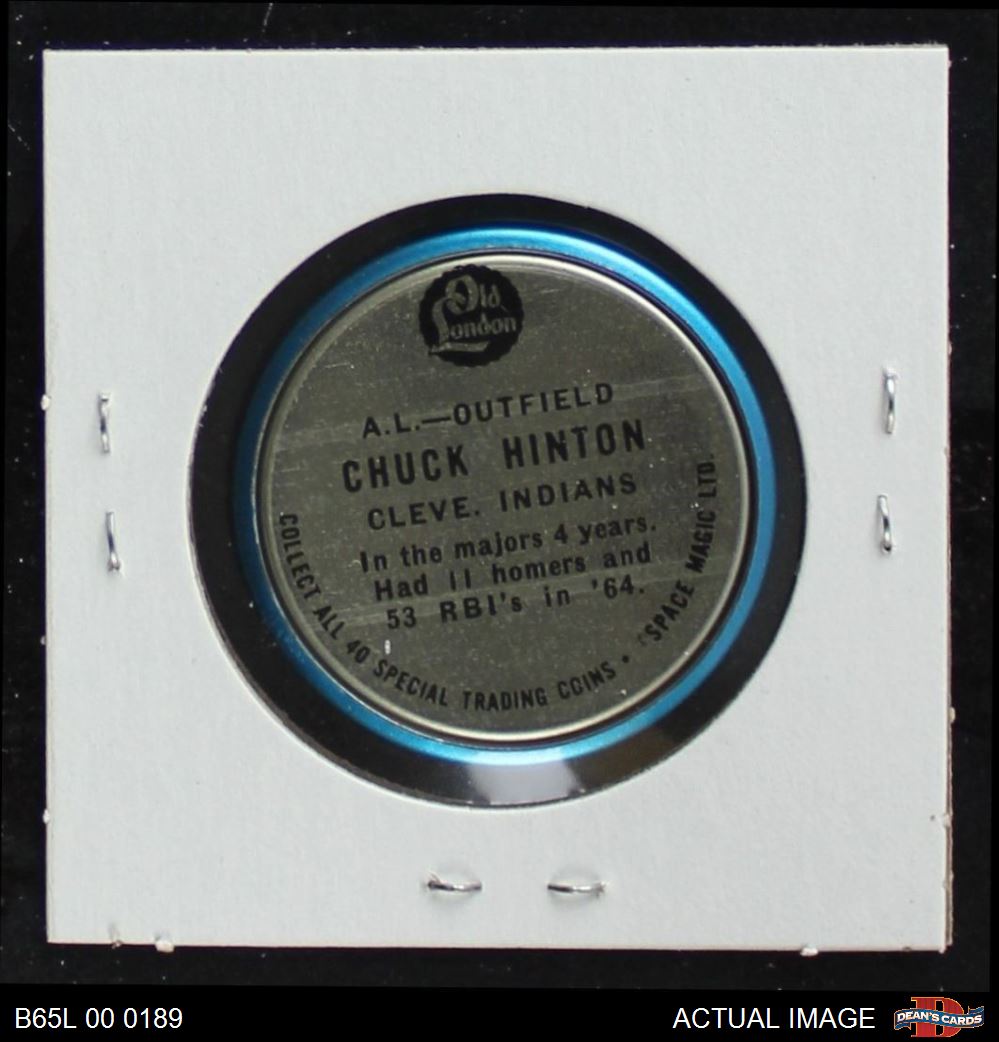 Old
London
A.L.—OUTFIELD
CHUCK HINTON
CLEVE. INDIANS
In the majors 4 years.
Had 11 homers and
53 RBI's in '64.
COLLECT ALL 40 SPECIAL TRADING COINS • ©SPACE MAGIC LTD.
B65L 00 0189
ACTUAL IMAGE
DEAN'S CARDS